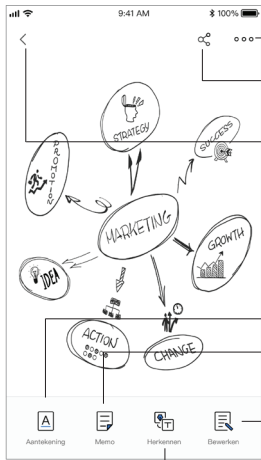 9:41 AM
100%
STRATEGY
SUCCESS
PROMOTION
MARKETING
GROWTH
IDEA
ACTION
CHANGE
A
T
Aantekening
Memo
Herkennen
Bewerken